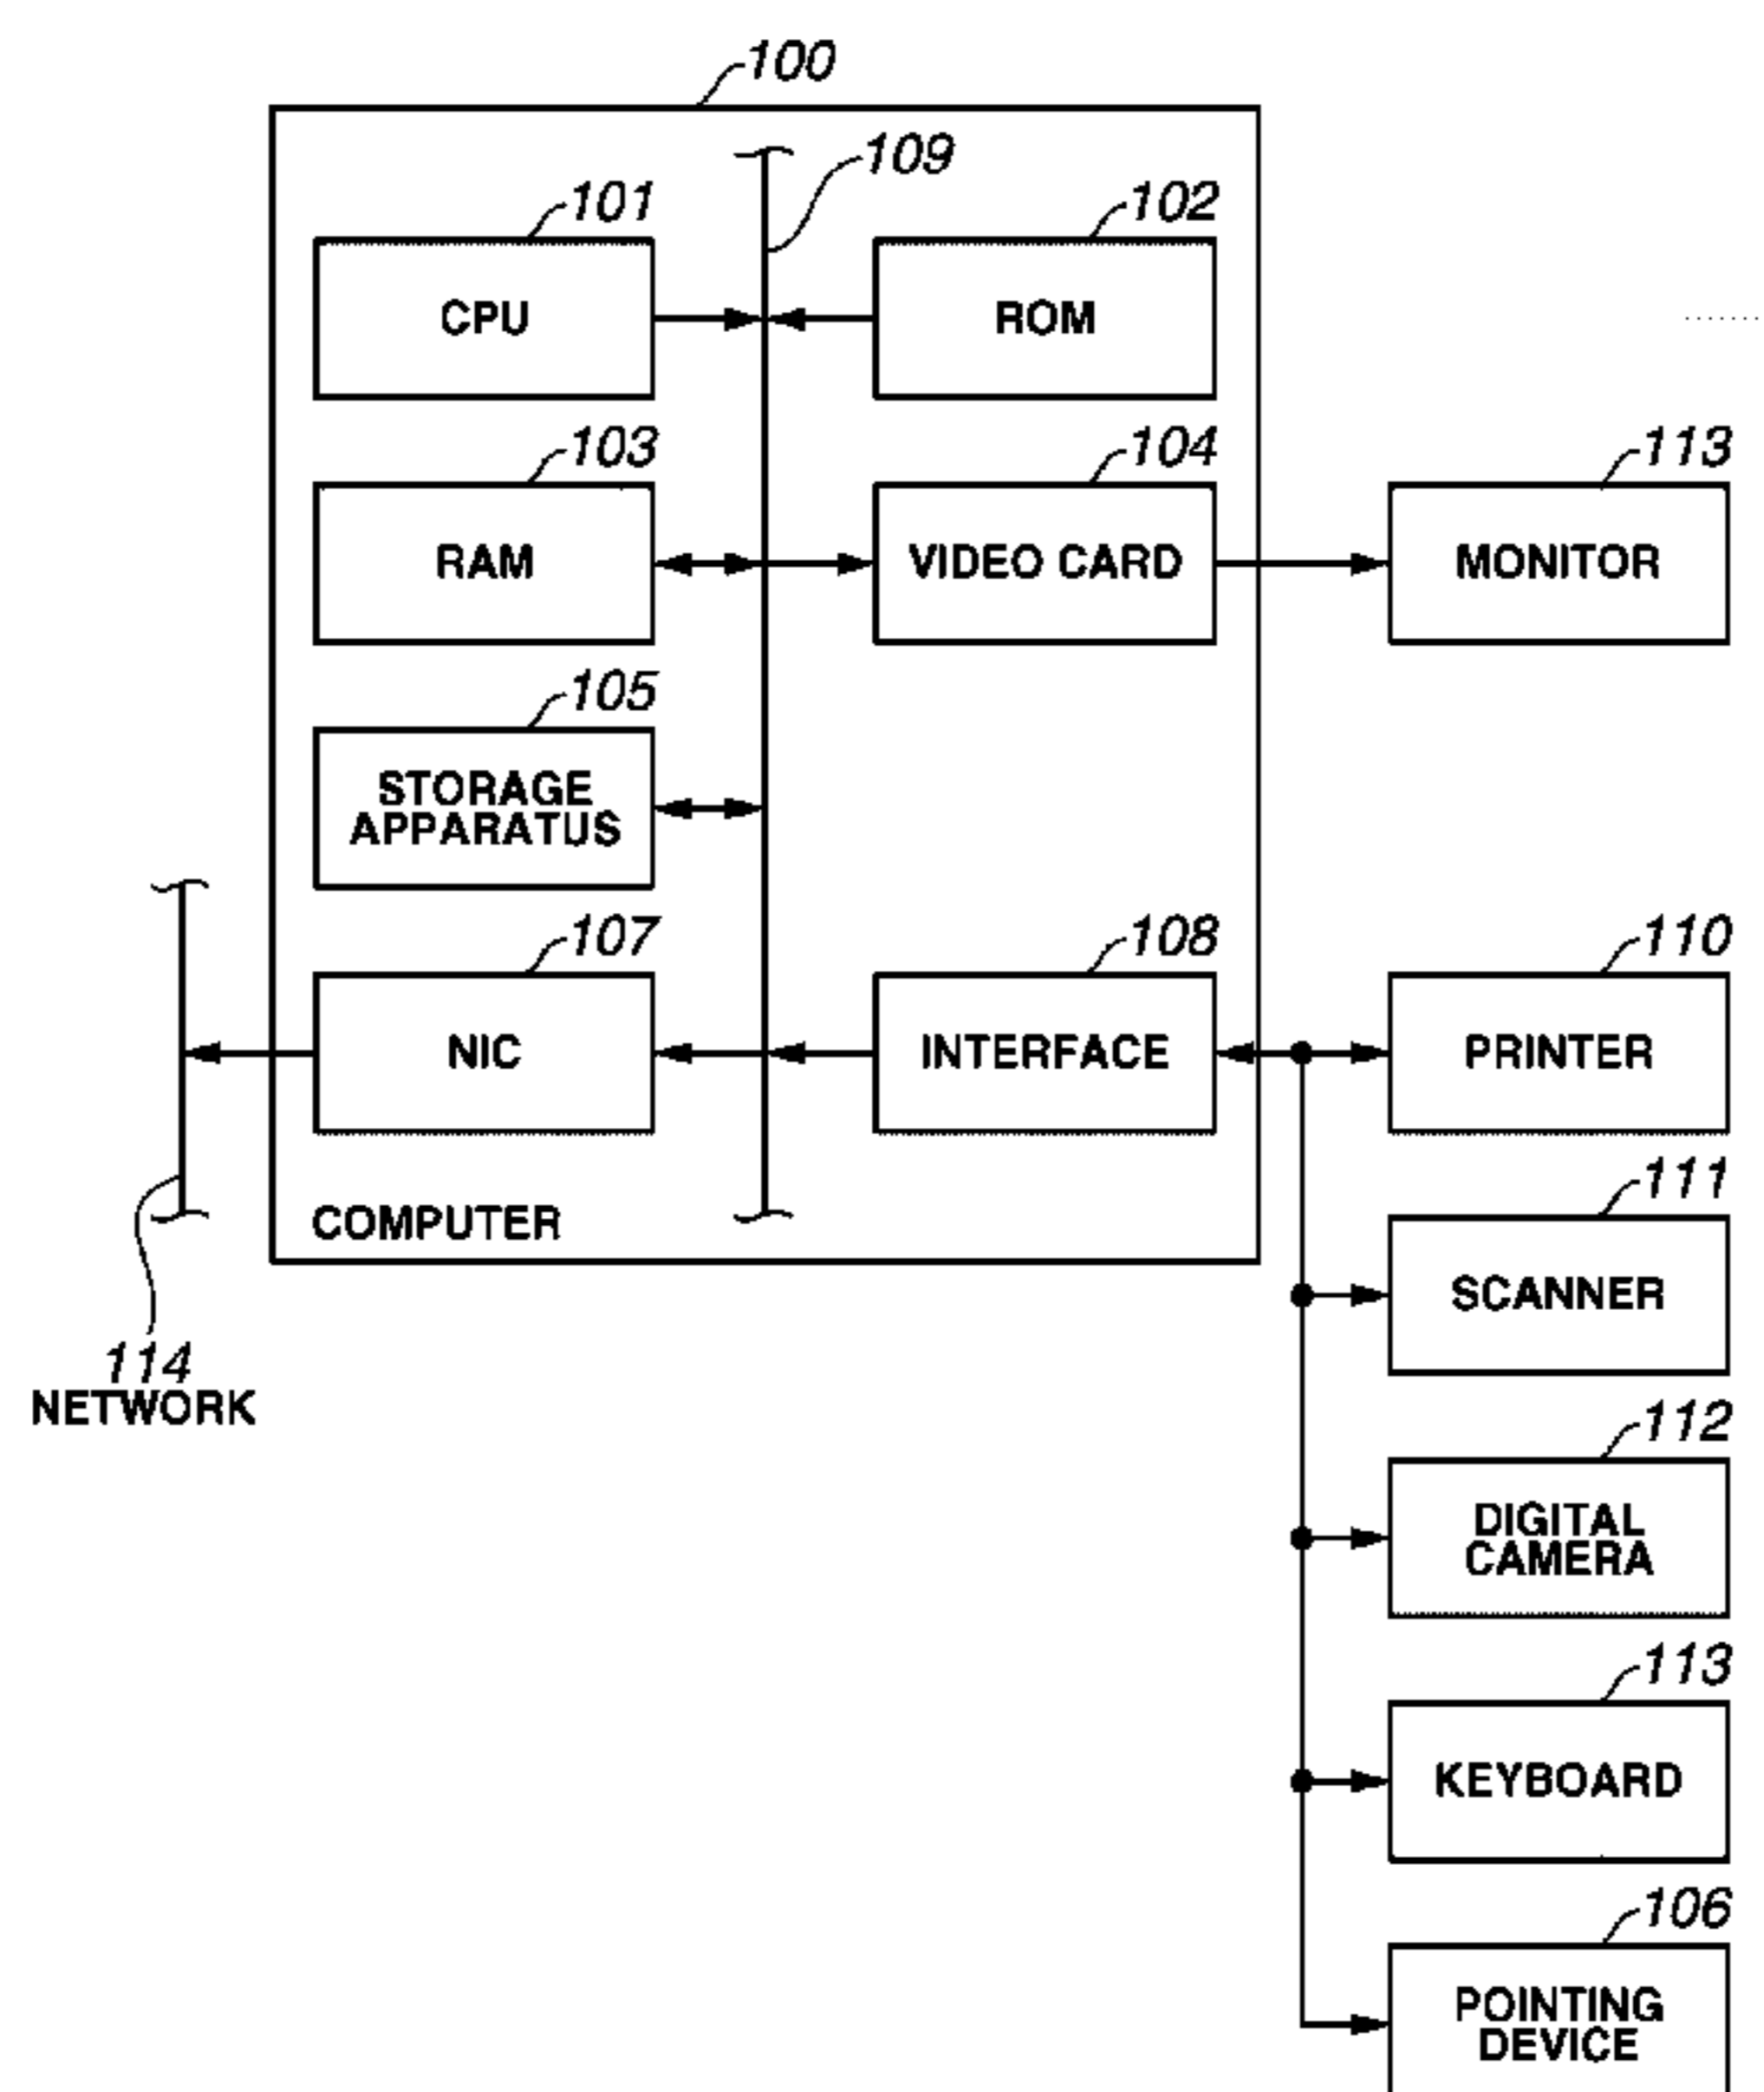 100
109
101
102
CPU
ROM
103
104
113
RAM
VIDEO CARD
MONITOR
105
STORAGE
APPARATUS
107
108
110
NIC
INTERFACE
PRINTER
111
COMPUTER
SCANNER
114
NETWORK
112
DIGITAL
CAMERA
113
KEYBOARD
106
POINTING
DEVICE